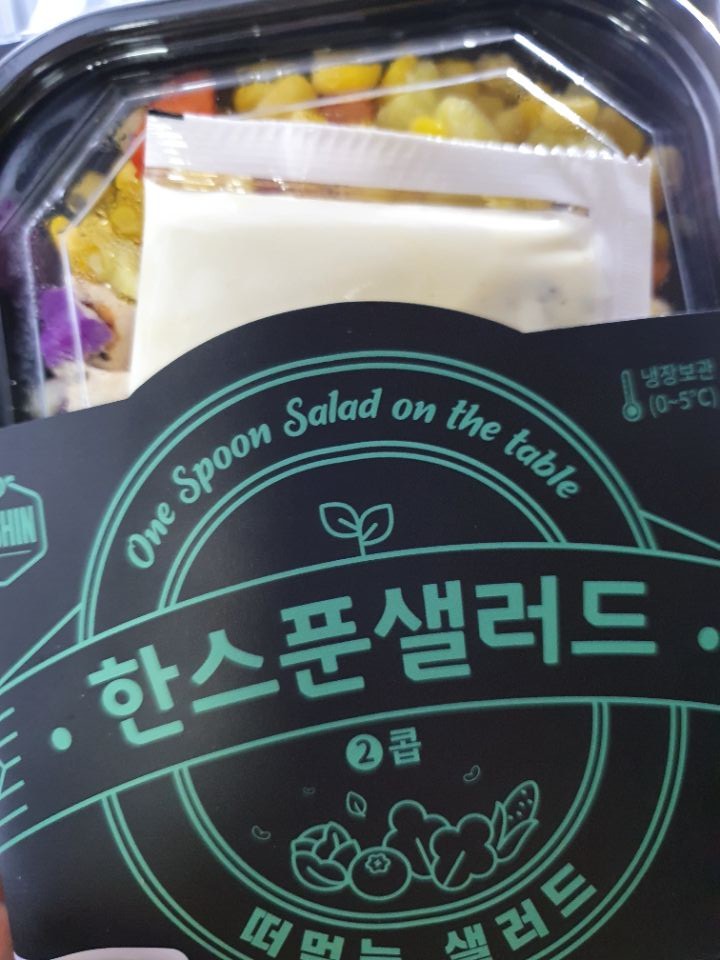 냉장보관
(0~5°C)
One Spoon Salad on the table
한스푼샐러드
2콥
떠먹는 샐러드